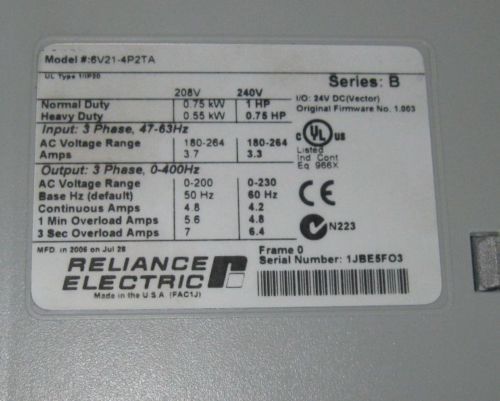 Model #:6V21-4P2TA
UL Type 1/IP20
Series: B
208V 240V
Normal Duty 0.75 kW 1 HP
Heavy Duty 0.55 kW 0.75 HP
I/O: 24V DC(Vector)
Original Firmware No. 1.003
Input: 3 Phase, 47-63Hz
AC Voltage Range 180-264 180-264
Amps 3.7 3.3
C UL US
Listed
Ind Cont
Eq 966X
Output: 3 Phase, 0-400Hz
AC Voltage Range 0-200 0-230
Base Hz (default) 50 Hz 60 Hz
Continuous Amps 4.8 4.2
1 Min Overload Amps 5.6 4.8
3 Sec Overload Amps 7 6.4
CE
N223
MFD. in 2006 on Jul 28
RELIANCE
ELECTRIC
Made in the U.S.A. (FAC1J)
Frame 0
Serial Number: 1JBE5FO3